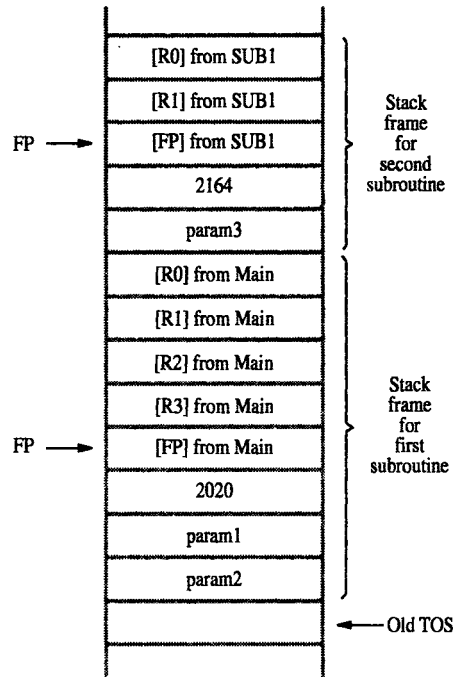 [R0] from SUB1
[R1] from SUB1
FP
[FP] from SUB1
2164
param3
Stack
frame
for
second
subroutine
[R0] from Main
[R1] from Main
[R2] from Main
[R3] from Main
FP
[FP] from Main
2020
param1
param2
Stack
frame
for
first
subroutine
Old TOS